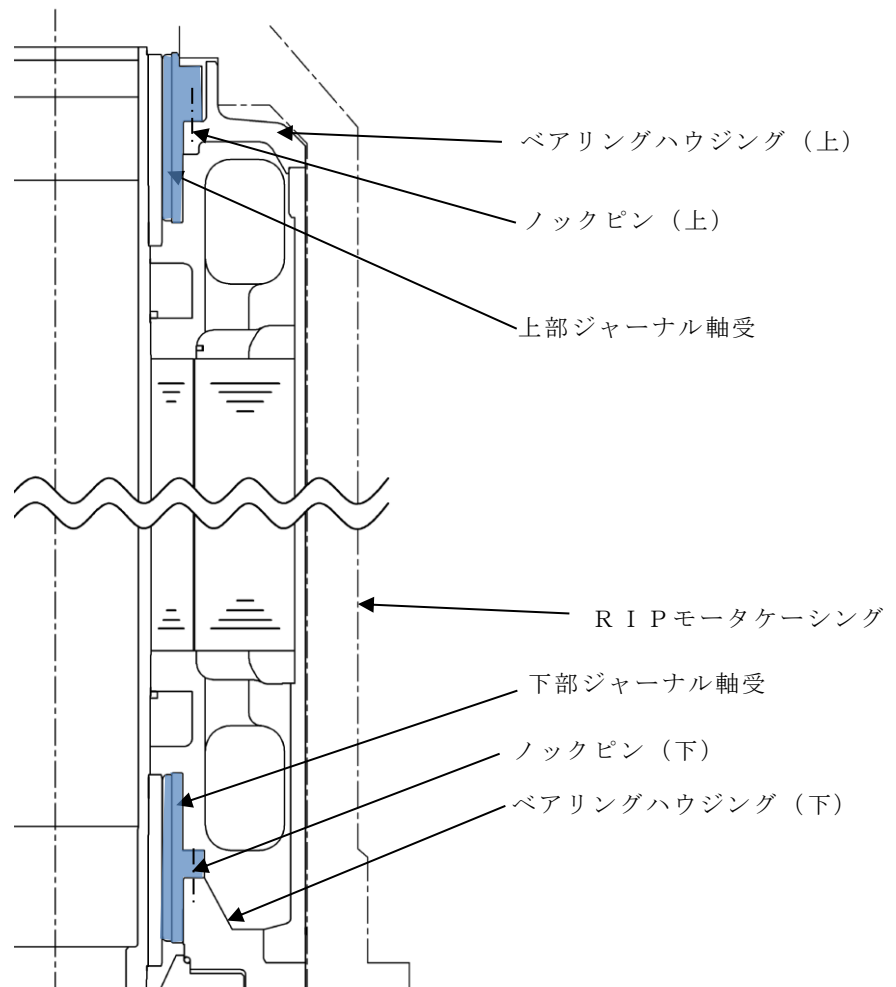 ベアリングハウジング（上）
ノックピン（上）
上部ジャーナル軸受
ＲＩＰモータケーシング
下部ジャーナル軸受
ノックピン（下）
ベアリングハウジング（下）